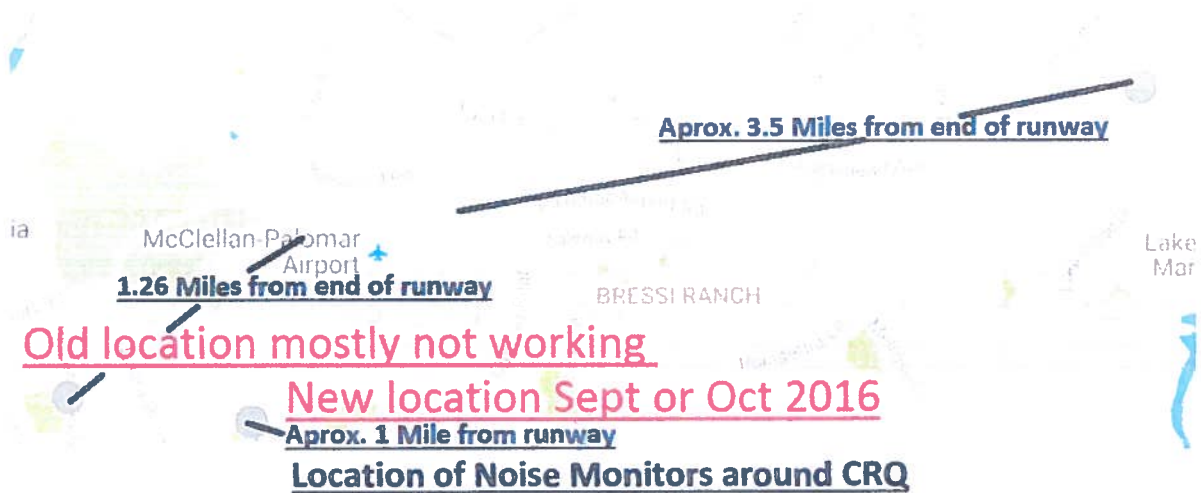 Aprox. 3.5 Miles from end of runway
ia
McClellan-Palomar
Airport
Lake
Mar
1.26 Miles from end of runway
BRESSI RANCH
Old location mostly not working
New location Sept or Oct 2016
Aprox. 1 Mile from runway
Location of Noise Monitors around CRQ